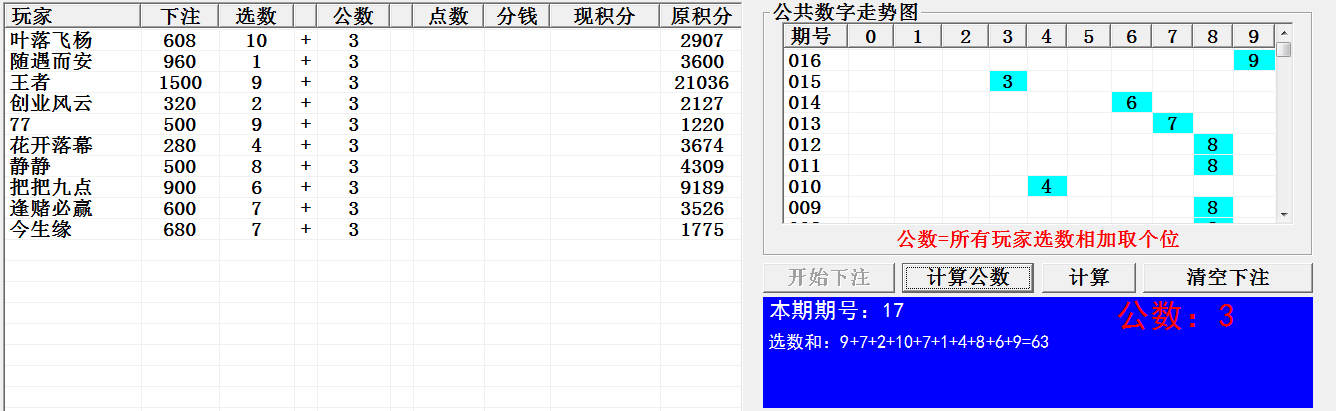 玩家 下注 选数 公数 点数 分钱 现积分 原积分
叶落飞杨 608 10 + 3 2907
随遇而安 960 1 + 3 3600
王者 1500 9 + 3 21036
创业风云 320 2 + 3 2127
77 500 9 + 3 1220
花开落幕 280 4 + 3 3674
静静 500 8 + 3 4309
把把九点 900 6 + 3 9189
逢赌必赢 600 7 + 3 3526
今生缘 680 7 + 3 1775
公共数字走势图
期号 0 1 2 3 4 5 6 7 8 9
016 9
015 3
014 6
013 7
012 8
011 8
010 4
009 8
公数=所有玩家选数相加取个位
开始下注 计算公数 计算 清空下注
本期期号：17 公数：3
选数和：9+7+2+10+7+1+4+8+6+9=63